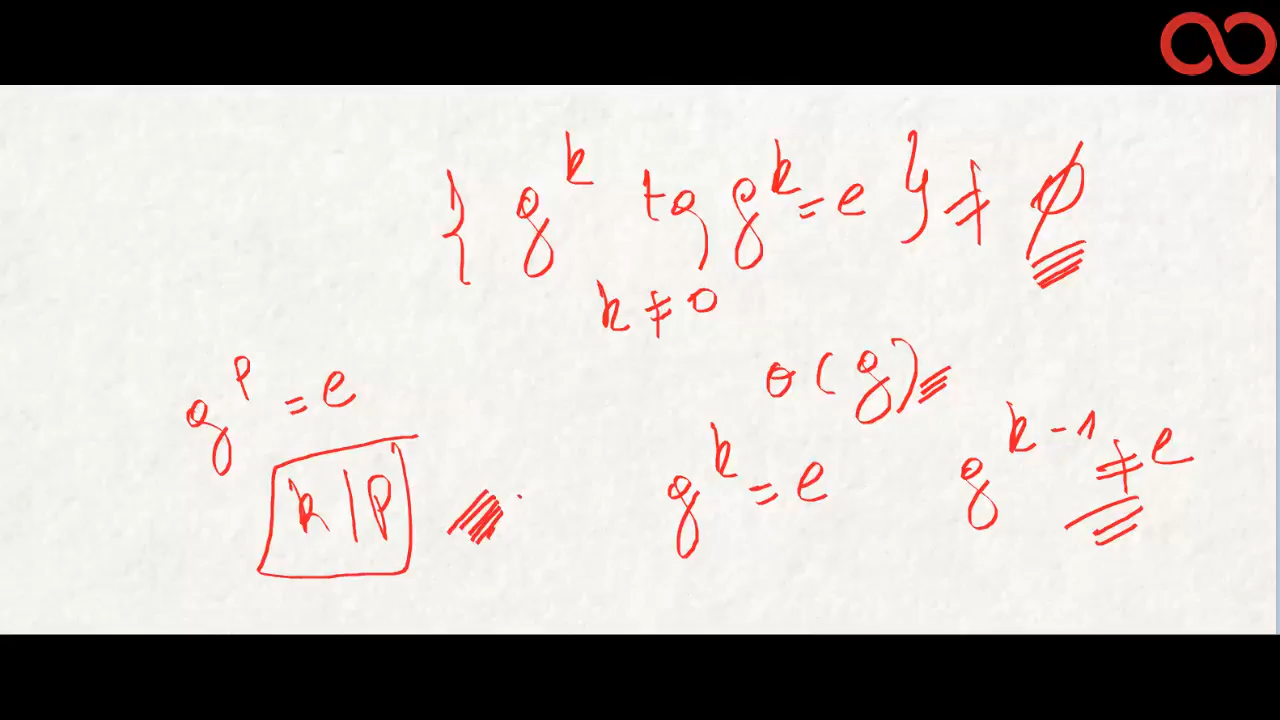 { g^k tq g^k = e } ≠ ∅
k ≠ 0
o(g)
g^p = e
g^k = e g^{k-1} ≠ e
k | p